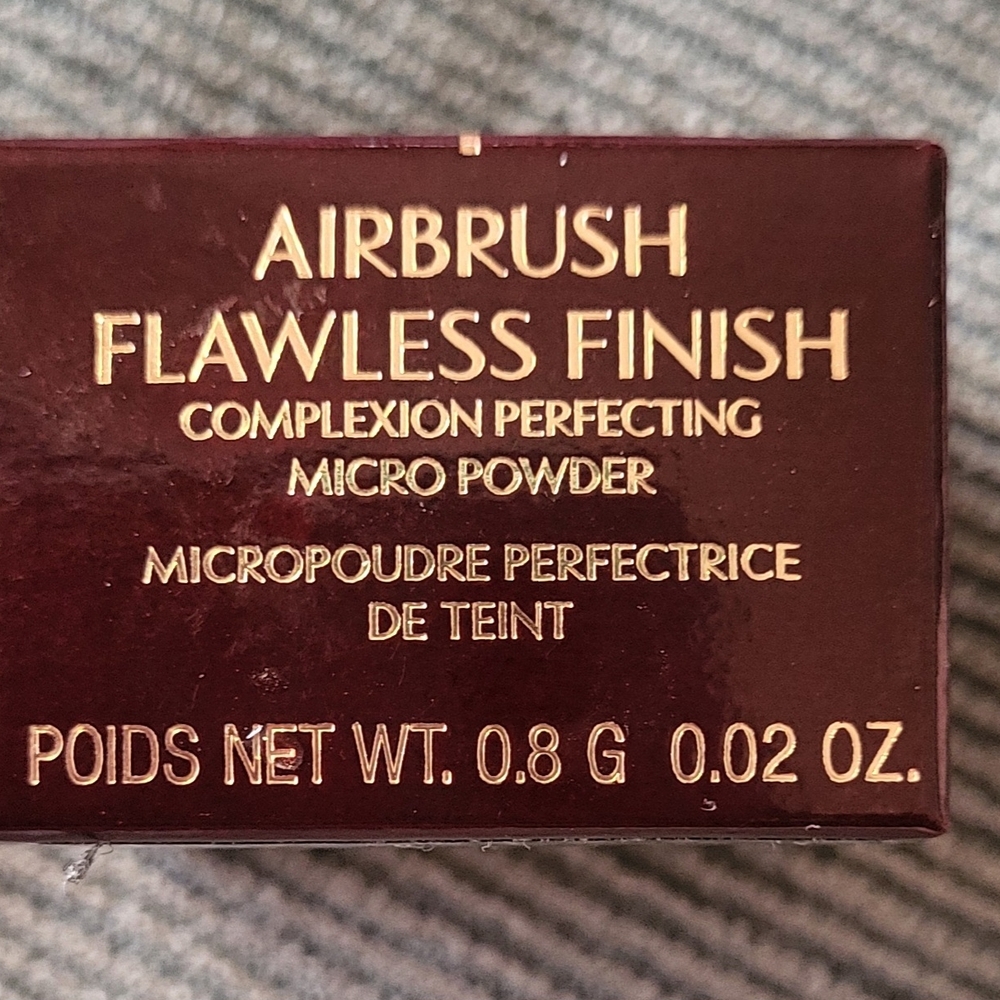 AIRBRUSH
FLAWLESS FINISH
COMPLEXION PERFECTING
MICRO POWDER
MICROPOUDRE PERFECTRICE
DE TEINT
POIDS NET WT. 0.8 G 0.02 OZ.